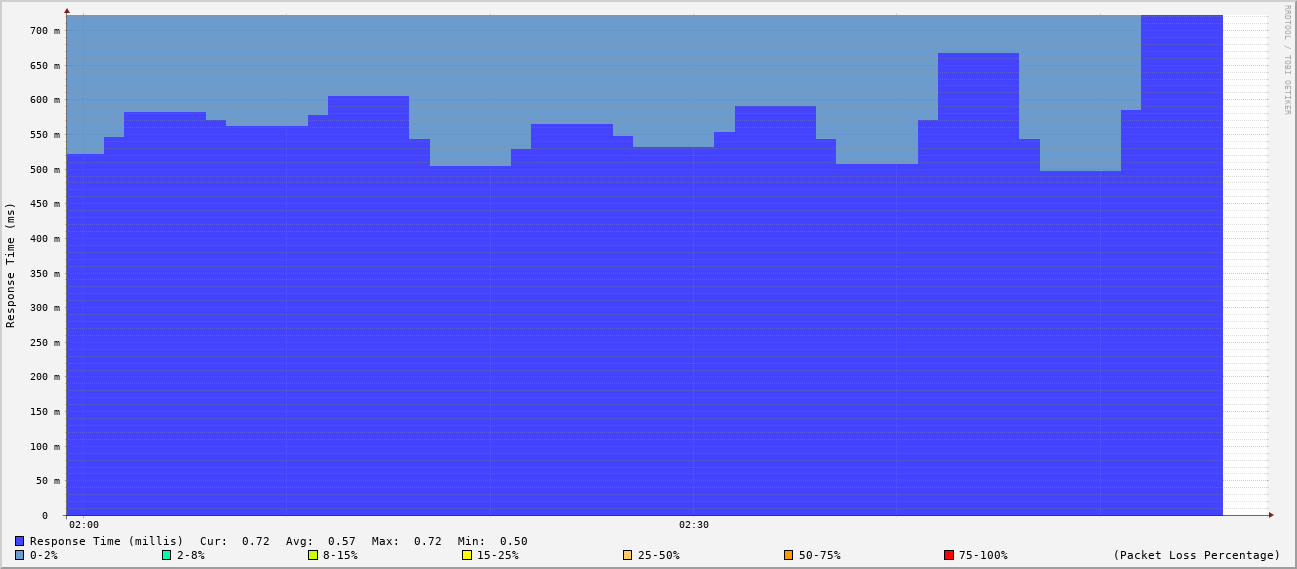 RRDTOOL / TOBI OETIKER
Response Time (ms)
700 m
650 m
600 m
550 m
500 m
450 m
400 m
350 m
300 m
250 m
200 m
150 m
100 m
50 m
0
02:00 02:30
Response Time (millis) Cur: 0.72 Avg: 0.57 Max: 0.72 Min: 0.50
0-2% 2-8% 8-15% 15-25% 25-50% 50-75% 75-100% (Packet Loss Percentage)